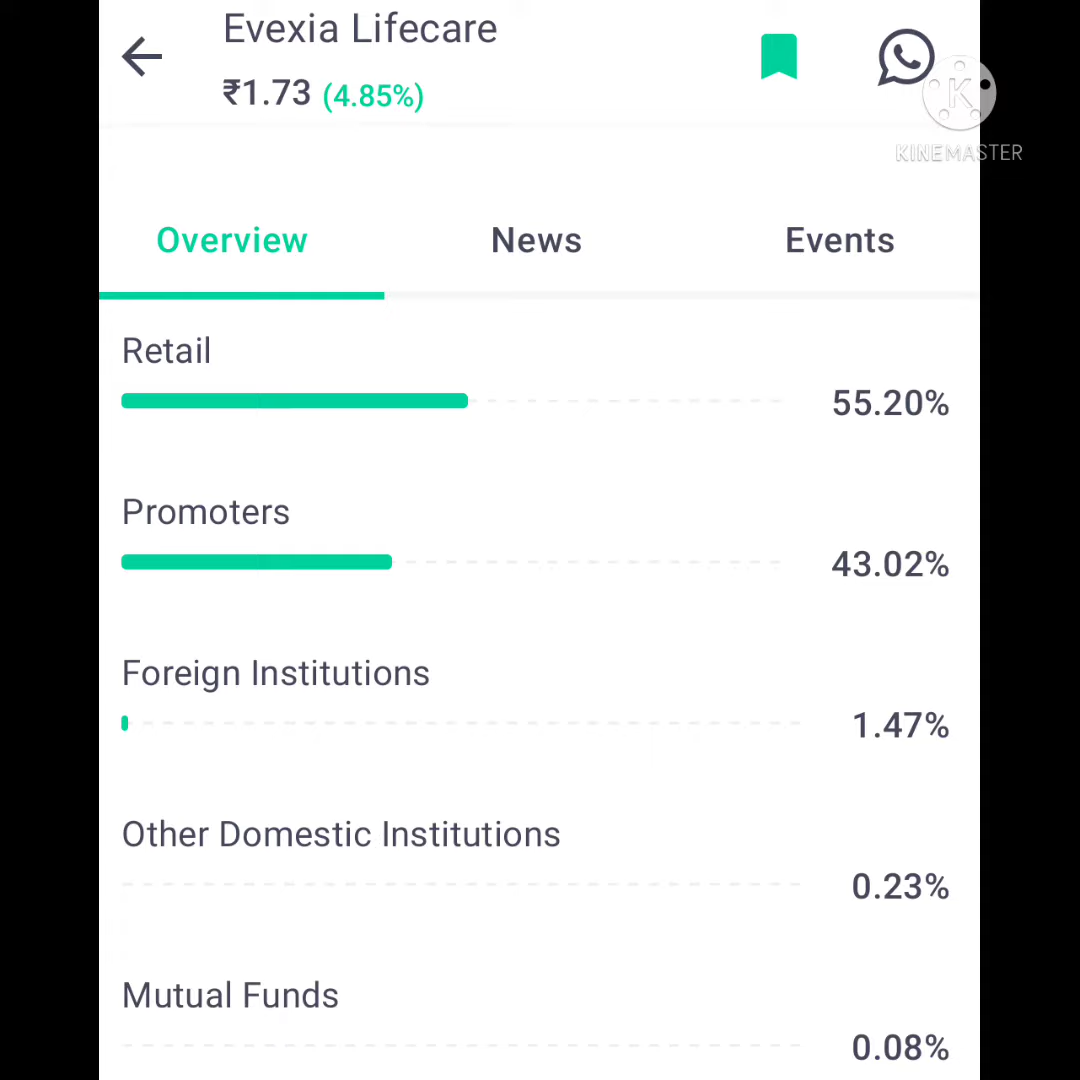 Evexia Lifecare
₹1.73 (4.85%)
KINEMASTER
Overview News Events
Retail
55.20%
Promoters
43.02%
Foreign Institutions
1.47%
Other Domestic Institutions
0.23%
Mutual Funds
0.08%